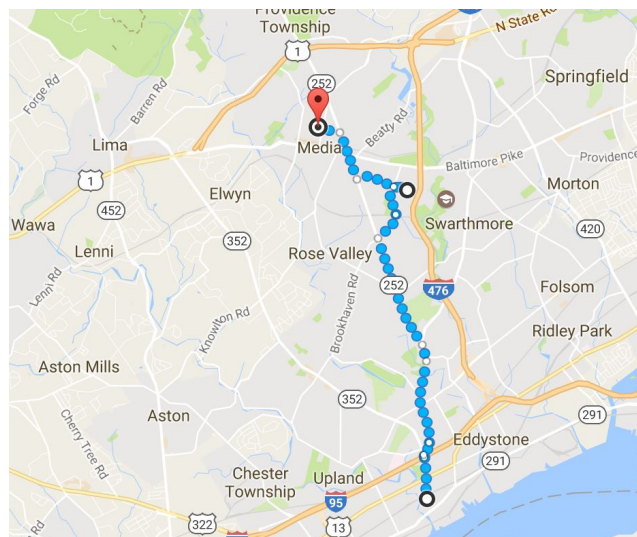 Providence
Township
N State Rd
1
252
Springfield
Forge Rd
Barren Rd
Beatty Rd
Lima
Media
Baltimore Pike
Providence
1
Elwyn
Morton
452
Swarthmore
420
Wawa
352
Lenni
Rose Valley
252
476
Folsom
Lenni Rd
Knowlton Rd
Brookhaven Rd
Ridley Park
Aston Mills
352
Aston
291
Cherry Tree Rd
Eddystone
Chester
Township
Upland
291
95
322
13